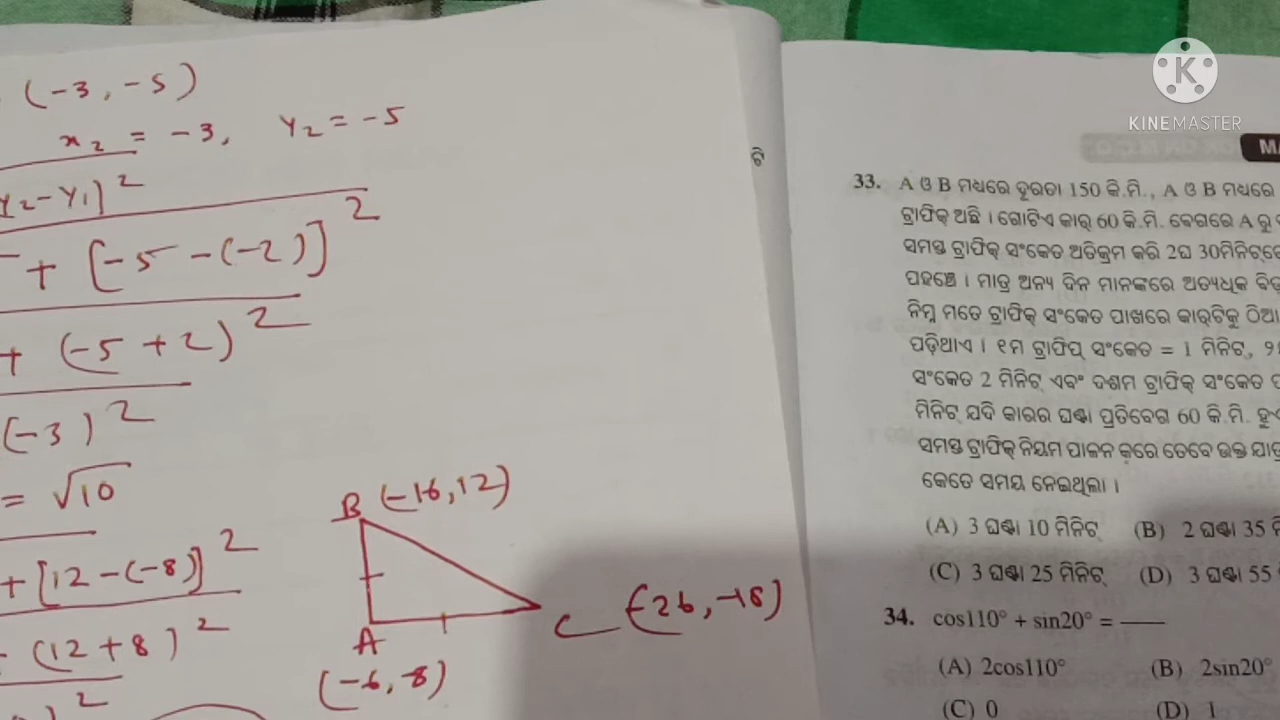 (-3, -5)
x₂ = -3, Y₂ = -5
Y₂ - Y₁)²
+ [-5 - (-2)]²
+ (-5 + 2)²
(-3)²
= √10
+ [12 - (-8)]²
(12 + 8)²
)²
B (-16, 12)
A
(-6, -8)
C (-26, -18)
ଟି
KINEMASTER
MA
33. A ଓ B ମଧ୍ୟରେ ଦୂରତା 150 କି.ମି., A ଓ B ମଧ୍ୟରେ
ଟ୍ରାଫିକ୍ ଅଛି । ଗୋଟିଏ କାର୍ 60 କି.ମି. ବେଗରେ A ରୁ
ସମସ୍ତ ଟ୍ରାଫିକ୍ ସଂକେତ ଅତିକ୍ରମ କରି 2ଘ 30ମିନିଟ୍‌ରେ
ପହଞ୍ଚେ । ମାତ୍ର ଅନ୍ୟ ଦିନ ମାନଙ୍କରେ ଅତ୍ୟଧିକ
ନିମ୍ନ ମତେ ଟ୍ରାଫିକ୍ ସଂକେତ ପାଖରେ କାର୍‌ଟିକୁ ଠିଆ
ପଡ଼ିଥାଏ । ୧ମ ଟ୍ରାଫିପ୍ ସଂକେତ = 1 ମିନିଟ୍,
ସଂକେତ 2 ମିନିଟ୍ ଏବଂ ଦଶମ ଟ୍ରାଫିକ୍ ସଂକେତ
ମିନିଟ୍ ଯଦି କାରର ଘଣ୍ଟା ପ୍ରତିବେଗ 60 କି.ମି.
ସମସ୍ତ ଟ୍ରାଫିକ୍ ନିୟମ ପାଳନ କରେ ତେବେ ଉକ୍ତ
କେତେ ସମୟ ନେଇଥିଲା ।
(A) 3 ଘଣ୍ଟା 10 ମିନିଟ୍ (B) 2 ଘଣ୍ଟା 35
(C) 3 ଘଣ୍ଟା 25 ମିନିଟ୍ (D) 3 ଘଣ୍ଟା 55
34. cos110° + sin20° = ——
(A) 2cos110° (B) 2sin20°
(C) 0 (D) 1